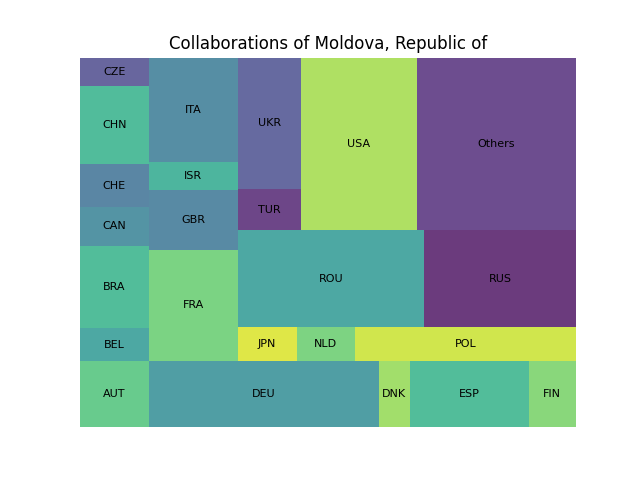 Collaborations of Moldova, Republic of
CZE
CHN
CHE
CAN
BRA
BEL
AUT
ITA
ISR
GBR
FRA
UKR
TUR
USA
Others
ROU
RUS
JPN
NLD
POL
DEU
DNK
ESP
FIN